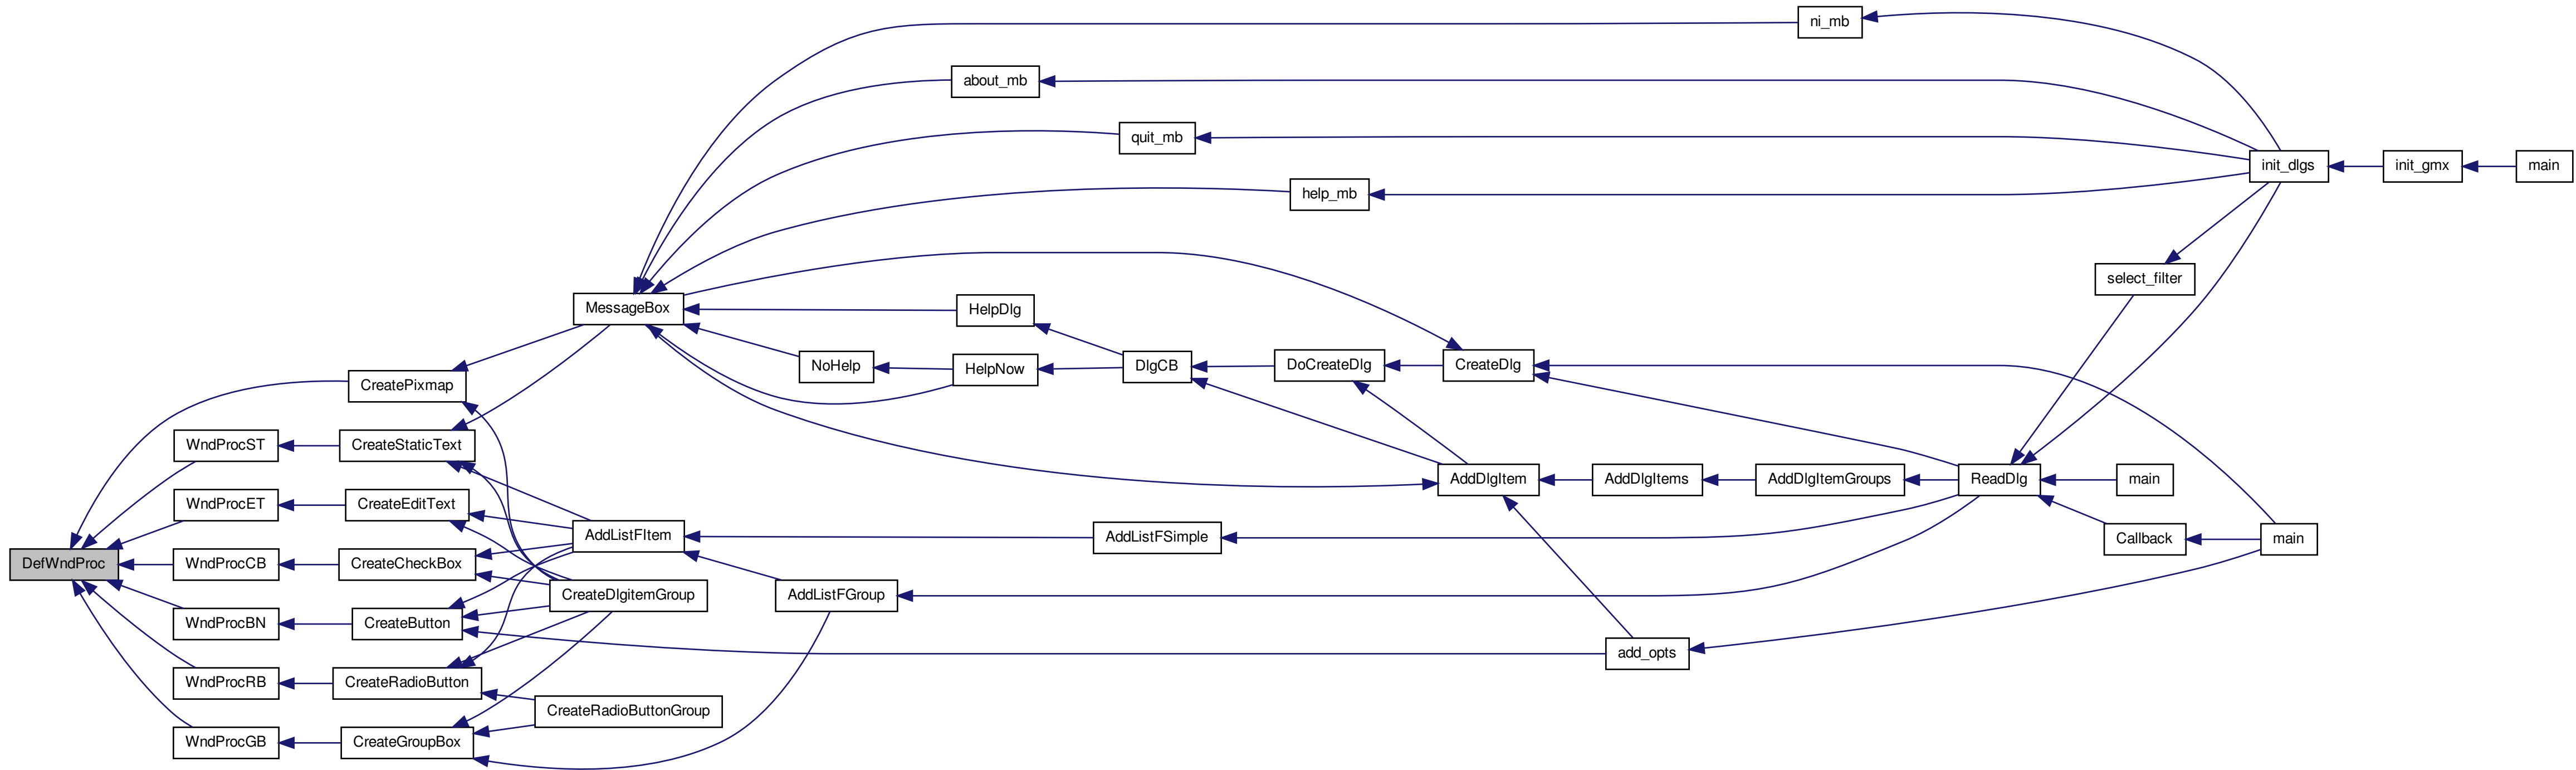 ni_mb
about_mb
quit_mb
init_dlgs
init_gmx
main
help_mb
select_filter
MessageBox
HelpDlg
NoHelp
HelpNow
DlgCB
DoCreateDlg
CreateDlg
CreatePixmap
WndProcST
CreateStaticText
AddDlgItem
AddDlgItems
AddDlgItemGroups
ReadDlg
main
WndProcET
CreateEditText
AddListFItem
AddListFSimple
Callback
main
DefWndProc
WndProcCB
CreateCheckBox
CreateDlgitemGroup
AddListFGroup
WndProcBN
CreateButton
add_opts
WndProcRB
CreateRadioButton
CreateRadioButtonGroup
WndProcGB
CreateGroupBox